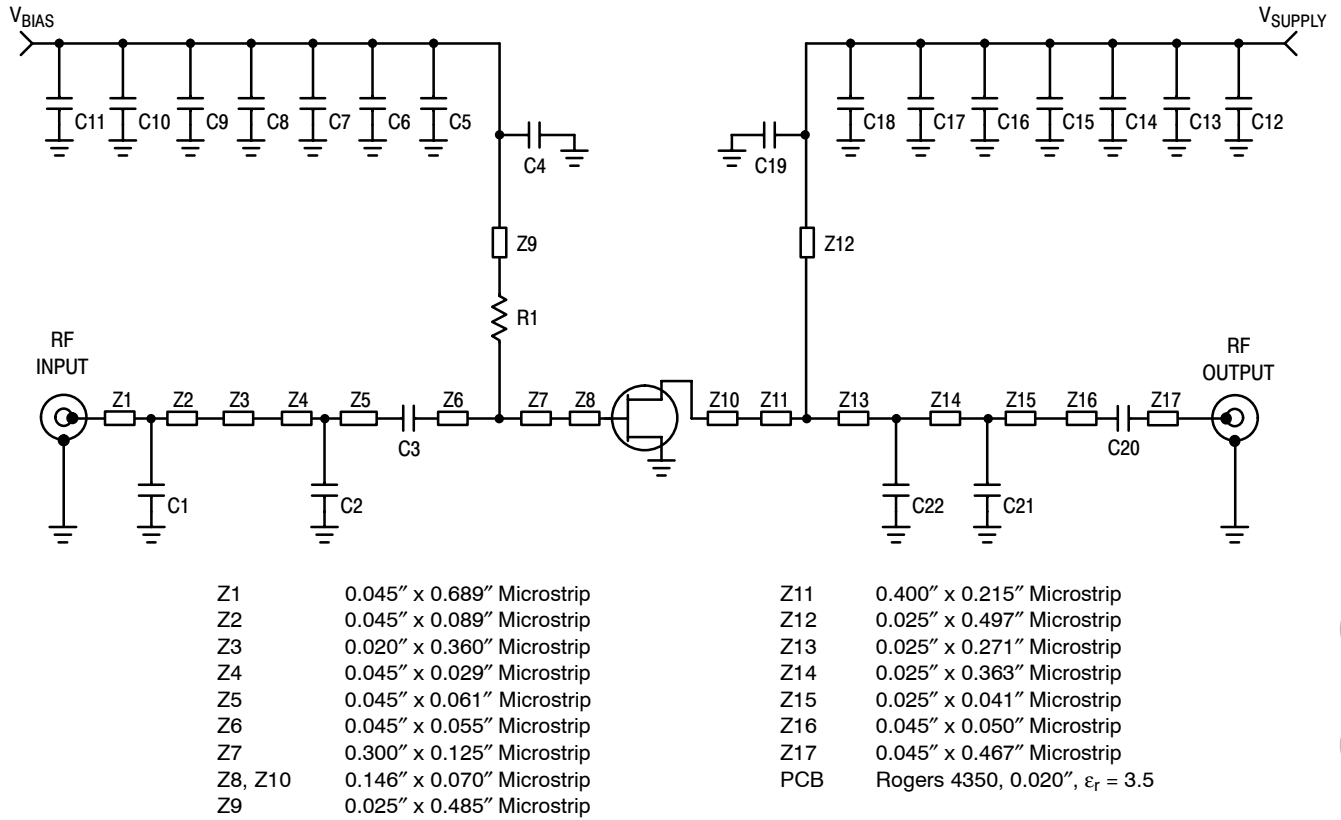 V_BIAS V_SUPPLY
C11 C10 C9 C8 C7 C6 C5 C18 C17 C16 C15 C14 C13 C12
C4 C19
Z9 Z12
R1
RF
INPUT
RF
OUTPUT
Z1 Z2 Z3 Z4 Z5 Z6 Z7 Z8 Z10 Z11 Z13 Z14 Z15 Z16 Z17
C3 C20
C1 C2 C22 C21
Z1 0.045″ x 0.689″ Microstrip
Z2 0.045″ x 0.089″ Microstrip
Z3 0.020″ x 0.360″ Microstrip
Z4 0.045″ x 0.029″ Microstrip
Z5 0.045″ x 0.061″ Microstrip
Z6 0.045″ x 0.055″ Microstrip
Z7 0.300″ x 0.125″ Microstrip
Z8, Z10 0.146″ x 0.070″ Microstrip
Z9 0.025″ x 0.485″ Microstrip
Z11 0.400″ x 0.215″ Microstrip
Z12 0.025″ x 0.497″ Microstrip
Z13 0.025″ x 0.271″ Microstrip
Z14 0.025″ x 0.363″ Microstrip
Z15 0.025″ x 0.041″ Microstrip
Z16 0.045″ x 0.050″ Microstrip
Z17 0.045″ x 0.467″ Microstrip
PCB Rogers 4350, 0.020″, εr = 3.5